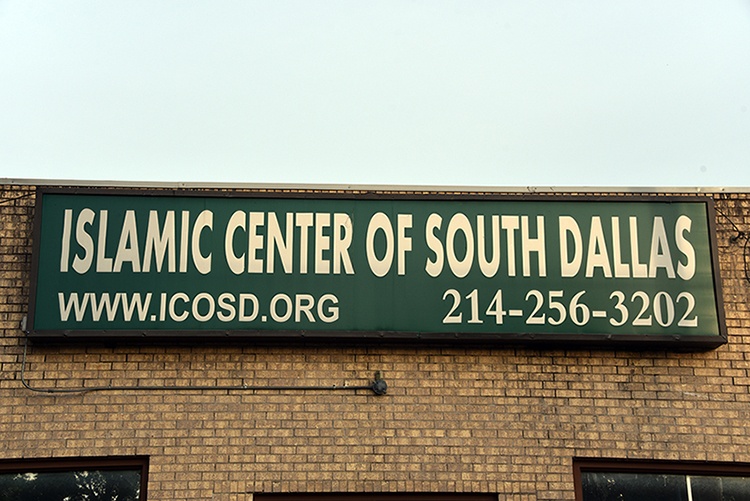 ISLAMIC CENTER OF SOUTH DALLAS
WWW.ICOSD.ORG 214-256-3202